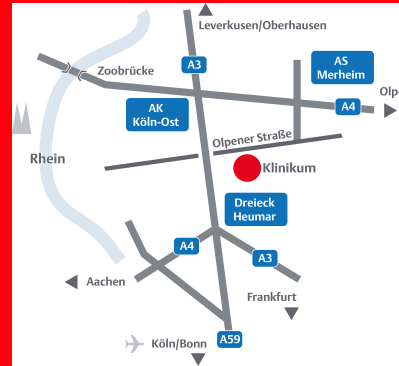 Leverkusen/Oberhausen
Zoobrücke
A3
AS
Merheim
AK
Köln-Ost
A4
Olpe
Olpener Straße
Rhein
Klinikum
Dreieck
Heumar
A4
A3
Aachen
Frankfurt
Köln/Bonn
A59